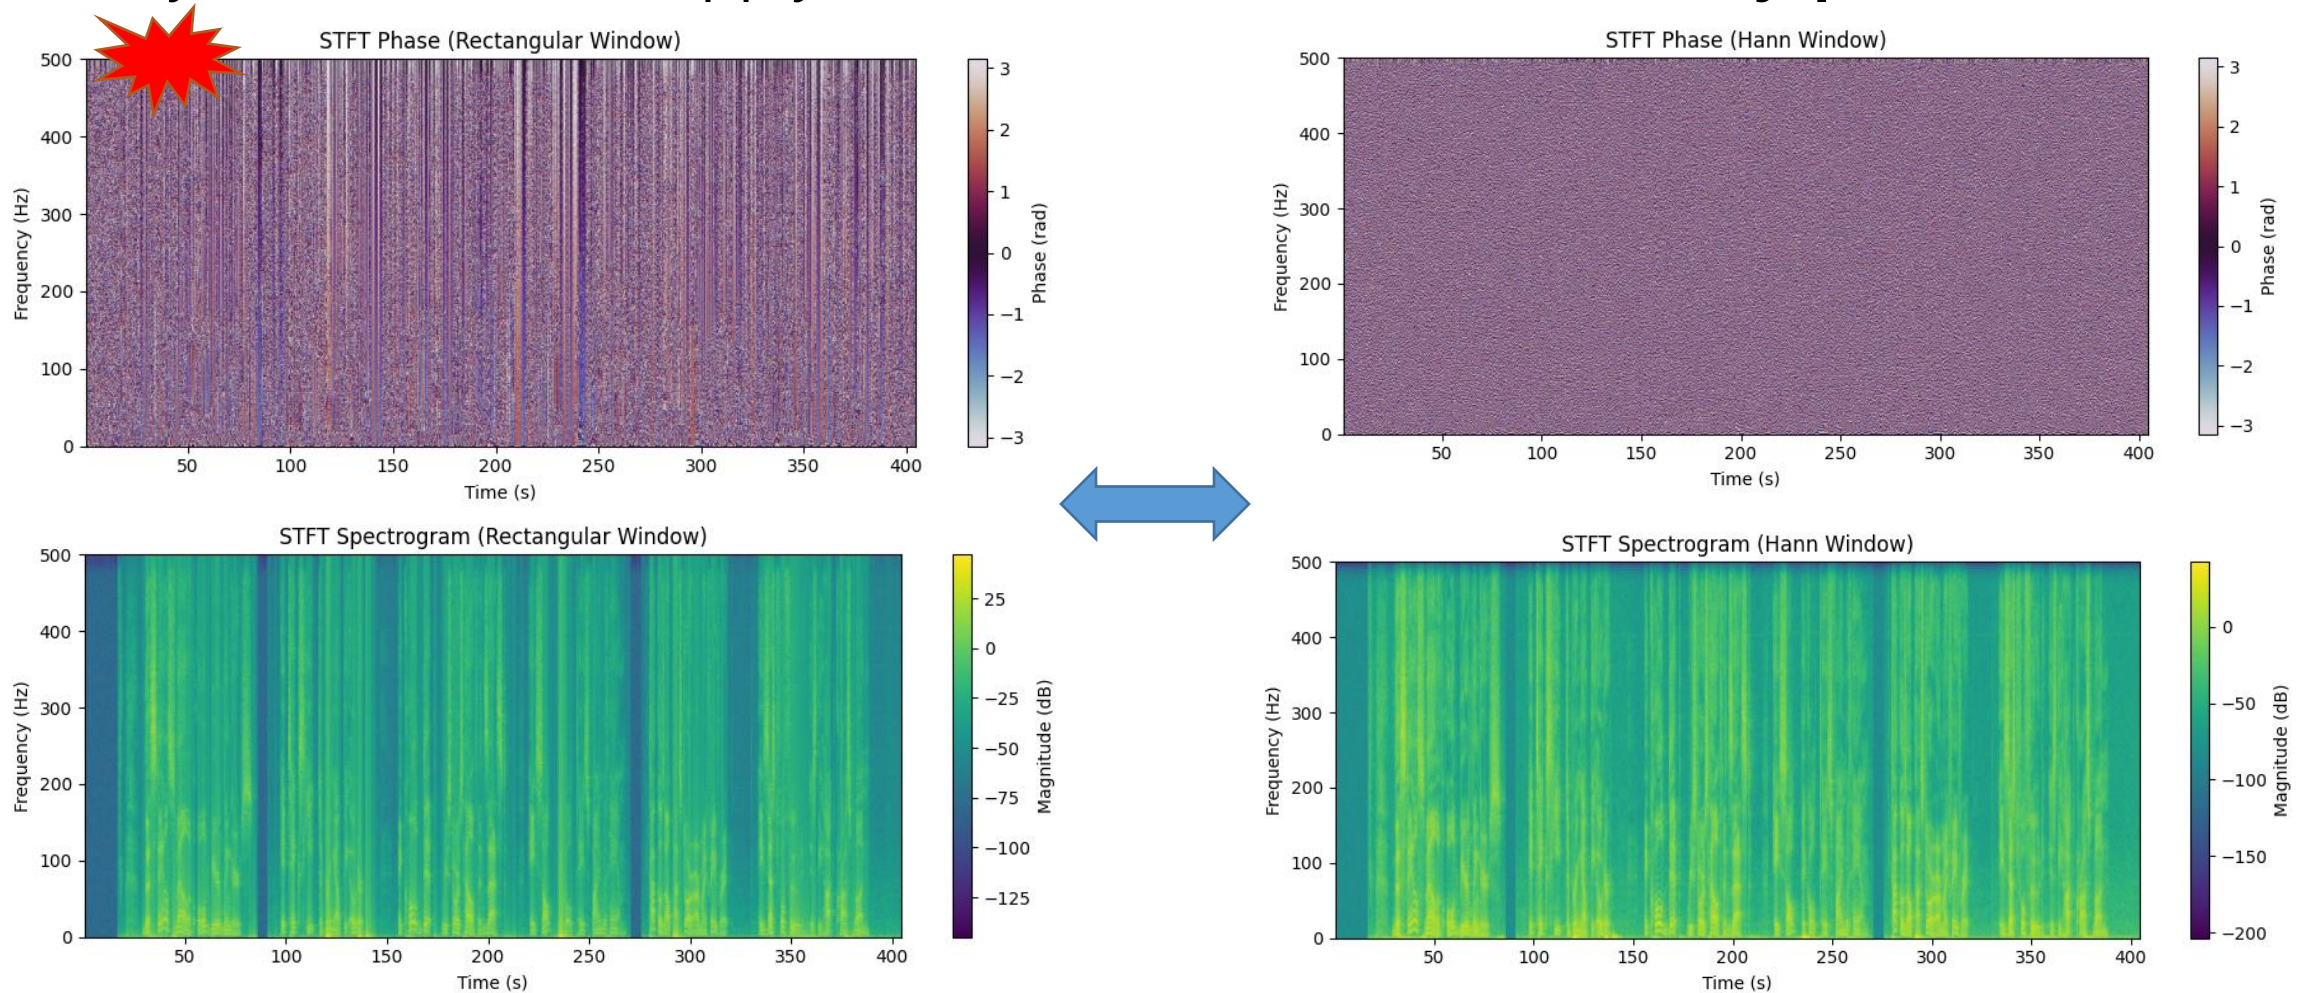 STFT Phase (Rectangular Window)
500
400
300
200
100
0
Frequency (Hz)
50 100 150 200 250 300 350 400
Time (s)
3
2
1
0
−1
−2
−3
Phase (rad)
STFT Phase (Hann Window)
500
400
300
200
100
0
Frequency (Hz)
50 100 150 200 250 300 350 400
Time (s)
3
2
1
0
−1
−2
−3
Phase (rad)
STFT Spectrogram (Rectangular Window)
500
400
300
200
100
0
Frequency (Hz)
50 100 150 200 250 300 350 400
Time (s)
25
0
−25
−50
−75
−100
−125
Magnitude (dB)
STFT Spectrogram (Hann Window)
500
400
300
200
100
0
Frequency (Hz)
50 100 150 200 250 300 350 400
Time (s)
0
−50
−100
−150
−200
Magnitude (dB)